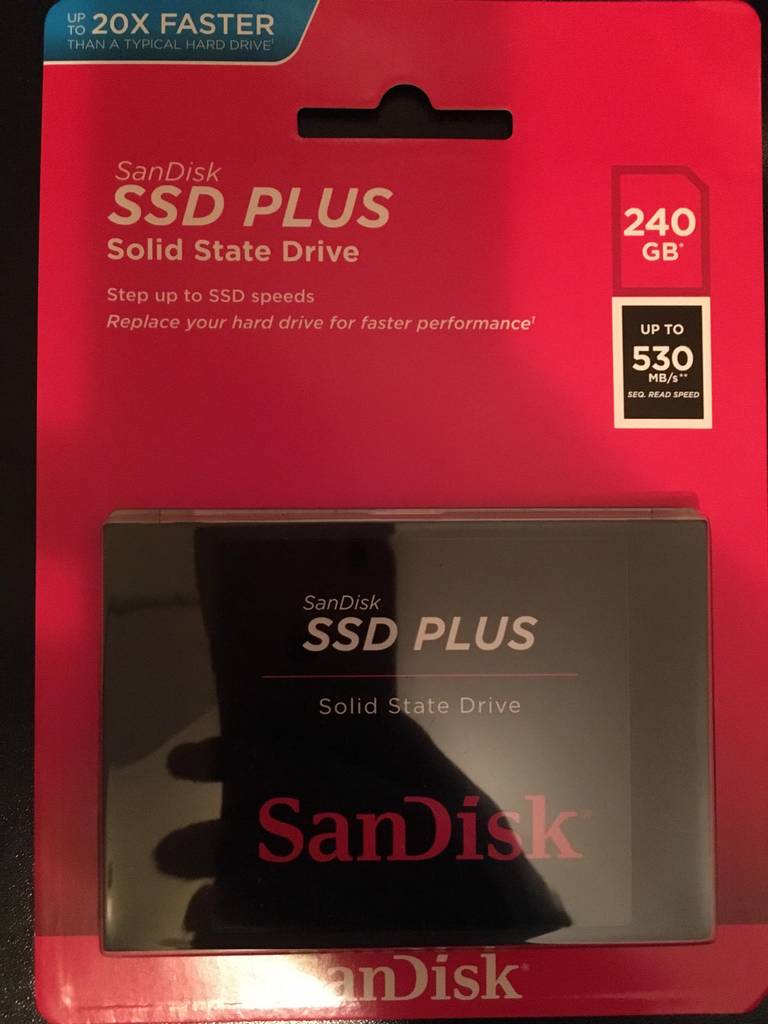 UP TO 20X FASTER
THAN A TYPICAL HARD DRIVE¹
SanDisk
SSD PLUS
Solid State Drive
Step up to SSD speeds
Replace your hard drive for faster performance¹
240
GB*
UP TO
530
MB/s**
SEQ. READ SPEED
SanDisk
SSD PLUS
Solid State Drive
SanDisk
anDisk®